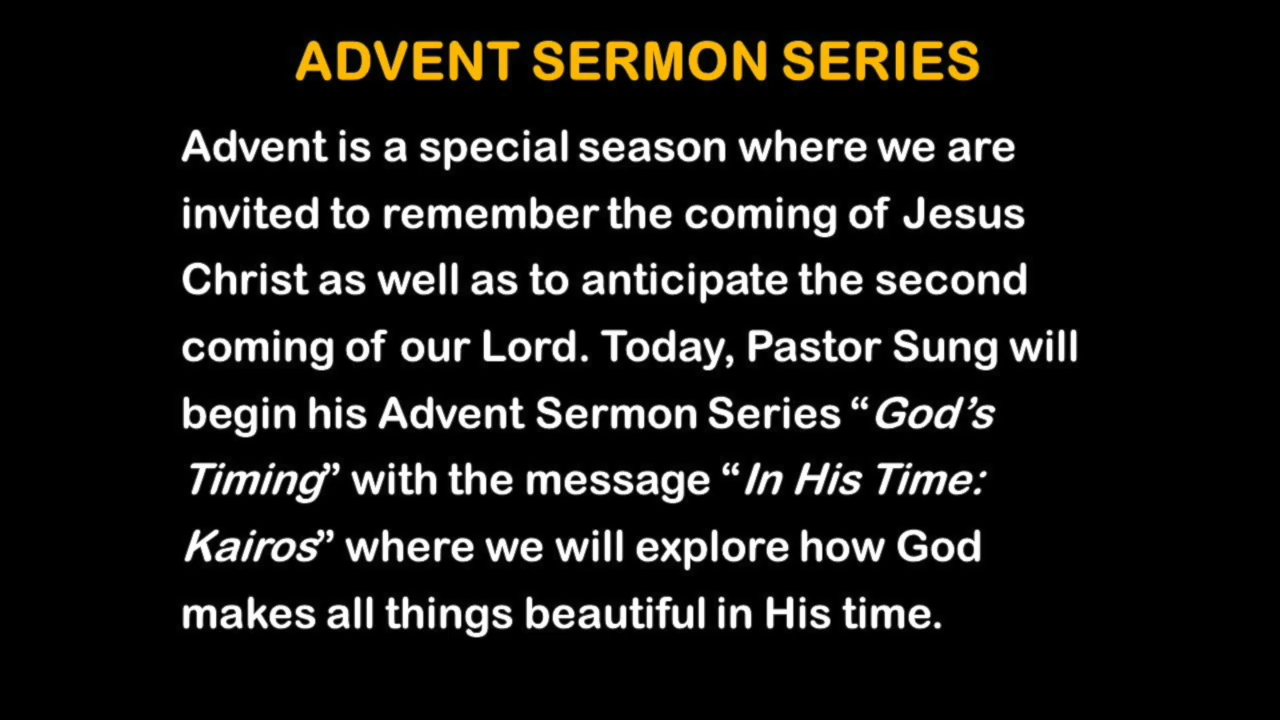 ADVENT SERMON SERIES
Advent is a special season where we are
invited to remember the coming of Jesus
Christ as well as to anticipate the second
coming of our Lord. Today, Pastor Sung will
begin his Advent Sermon Series “God’s
Timing” with the message “In His Time:
Kairos” where we will explore how God
makes all things beautiful in His time.